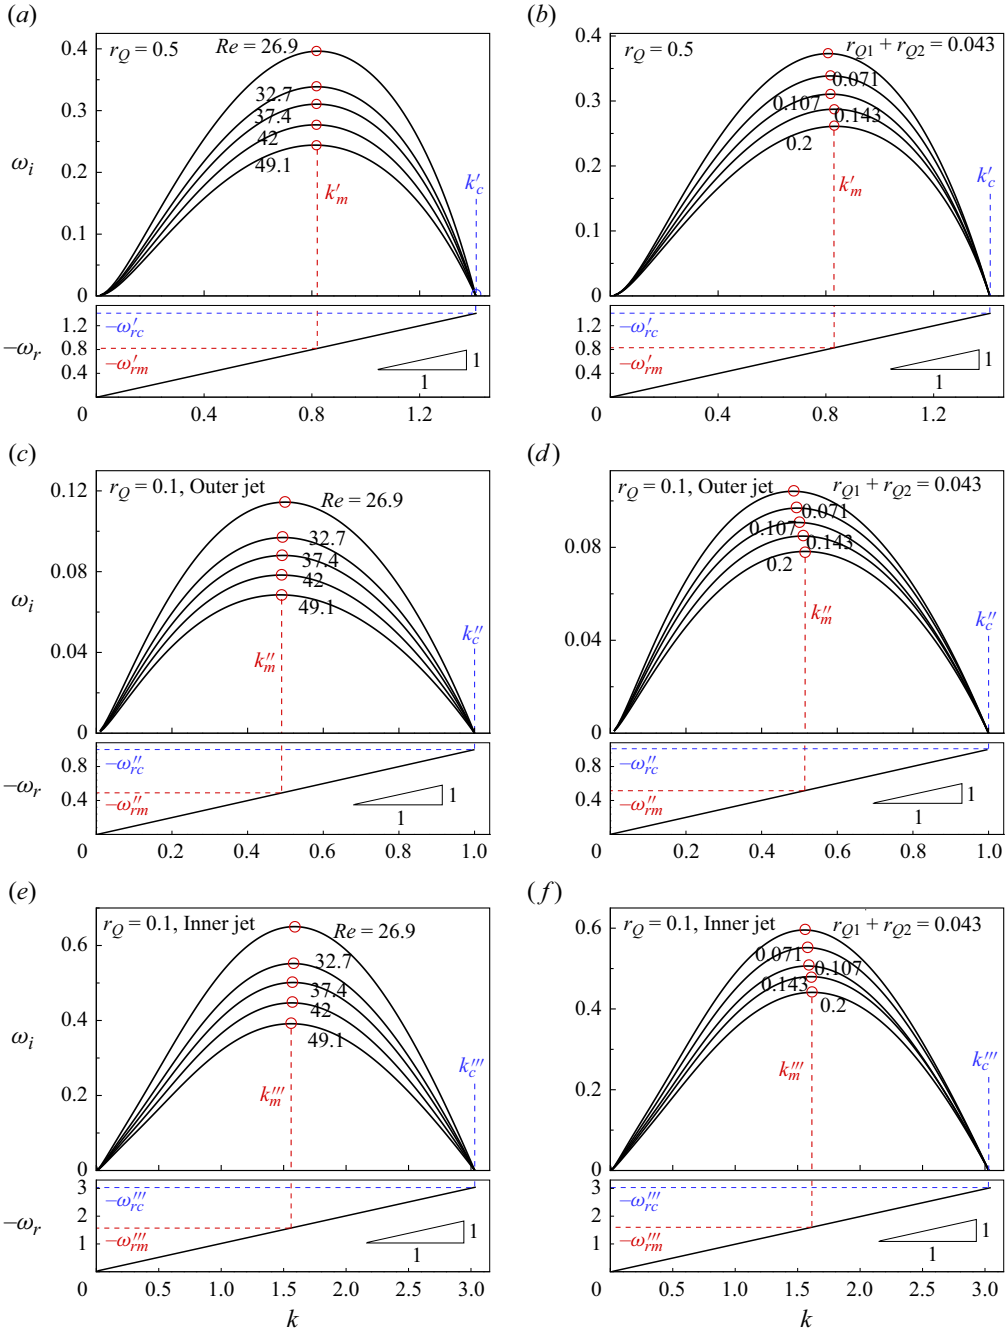 (a)
r_Q = 0.5
Re = 26.9
32.7
37.4
42
49.1
k′_m
k′_c
ω_i
0.4
0.3
0.2
0.1
0
−ω_r
1.2
0.8
0.4
0
−ω′_rc
−ω′_rm
1
1
0.4
0.8
1.2
(b)
r_Q = 0.5
r_Q1 + r_Q2 = 0.043
0.071
0.107
0.143
0.2
k′_m
k′_c
0.4
0.3
0.2
0.1
0
−ω′_rc
−ω′_rm
1
1
0
0.4
0.8
1.2
(c)
r_Q = 0.1, Outer jet
Re = 26.9
32.7
37.4
42
49.1
k″_m
k″_c
ω_i
0.12
0.08
0.04
0
−ω_r
0.8
0.4
−ω″_rc
−ω″_rm
1
1
0
0.2
0.4
0.6
0.8
1.0
(d)
r_Q = 0.1, Outer jet
r_Q1 + r_Q2 = 0.043
0.071
0.107
0.143
0.2
k″_m
k″_c
0.08
0.04
0
0.8
0.4
−ω″_rc
−ω″_rm
1
1
0
0.2
0.4
0.6
0.8
1.0
(e)
r_Q = 0.1, Inner jet
Re = 26.9
32.7
37.4
42
49.1
k‴_m
k‴_c
ω_i
0.6
0.4
0.2
0
−ω_r
3
2
1
−ω‴_rc
−ω‴_rm
1
1
0
0.5
1.0
1.5
2.0
2.5
3.0
k
(f)
r_Q = 0.1, Inner jet
r_Q1 + r_Q2 = 0.043
0.071
0.107
0.143
0.2
k‴_m
k‴_c
0.6
0.4
0.2
0
3
2
1
−ω‴_rc
−ω‴_rm
1
1
0
0.5
1.0
1.5
2.0
2.5
3.0
k